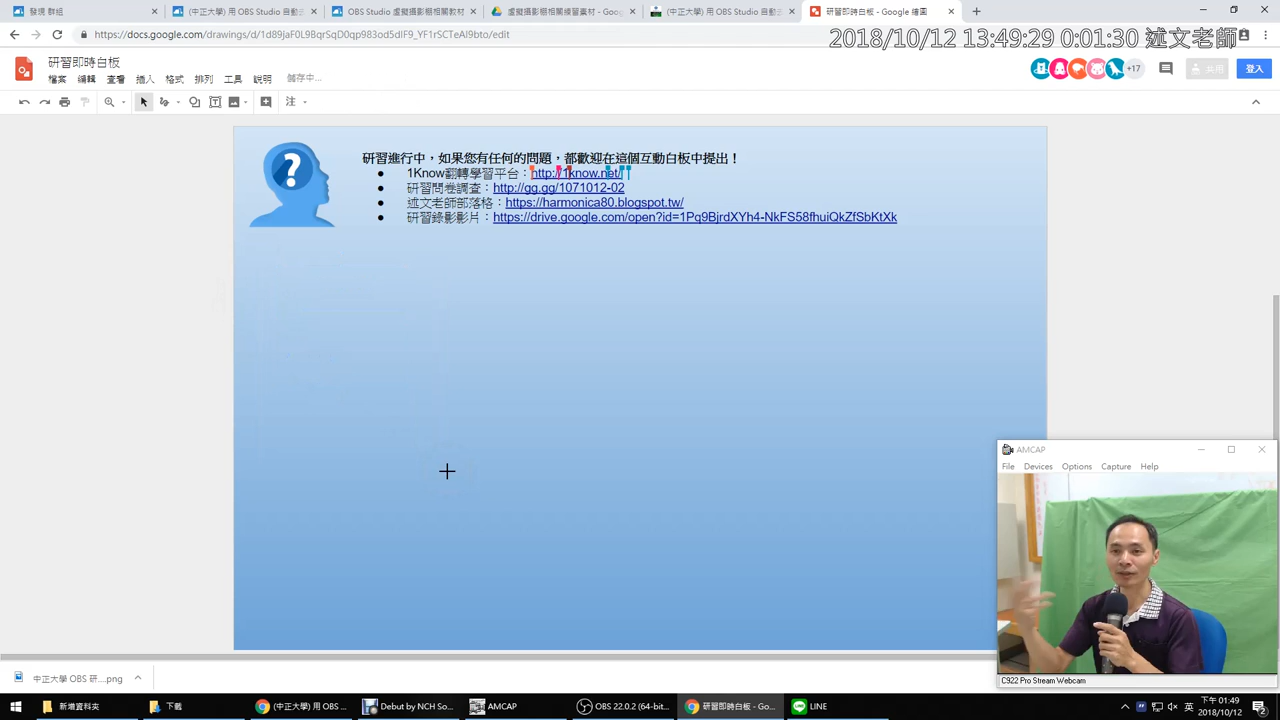 發現 群組
(中正大學) 用 OBS Studio 自動
OBS Studio 虛擬攝影棚相關教材
虛擬攝影棚相關練習素材 - Google
(中正大學) 用 OBS Studio 自動
研習即時白板 - Google 繪圖
https://docs.google.com/drawings/d/1d89jaF0L9BqrSqD0qp983od5dIF9_YF1rSCTeAI9bto/edit
2018/10/12 13:49:29 0:01:30 述文老師
研習即時白板
檔案 編輯 查看 插入 格式 排列 工具 說明 儲存中...
+17
共用
登入
注
研習進行中，如果您有任何的問題，都歡迎在這個互動白板中提出！
● 1Know翻轉學習平台：http://1know.net/
● 研習問卷調查：http://gg.gg/1071012-02
● 述文老師部落格：https://harmonica80.blogspot.tw/
● 研習錄影影片：https://drive.google.com/open?id=1Pq9BjrdXYh4-NkFS58fhuiQkZfSbKtXk
AMCAP
File Devices Options Capture Help
C922 Pro Stream Webcam
中正大學 OBS 研....png
新增資料夾
下載
(中正大學) 用 OBS ...
Debut by NCH So...
AMCAP
OBS 22.0.2 (64-bit...
研習即時白板 - Go...
LINE
英
下午 01:49
2018/10/12